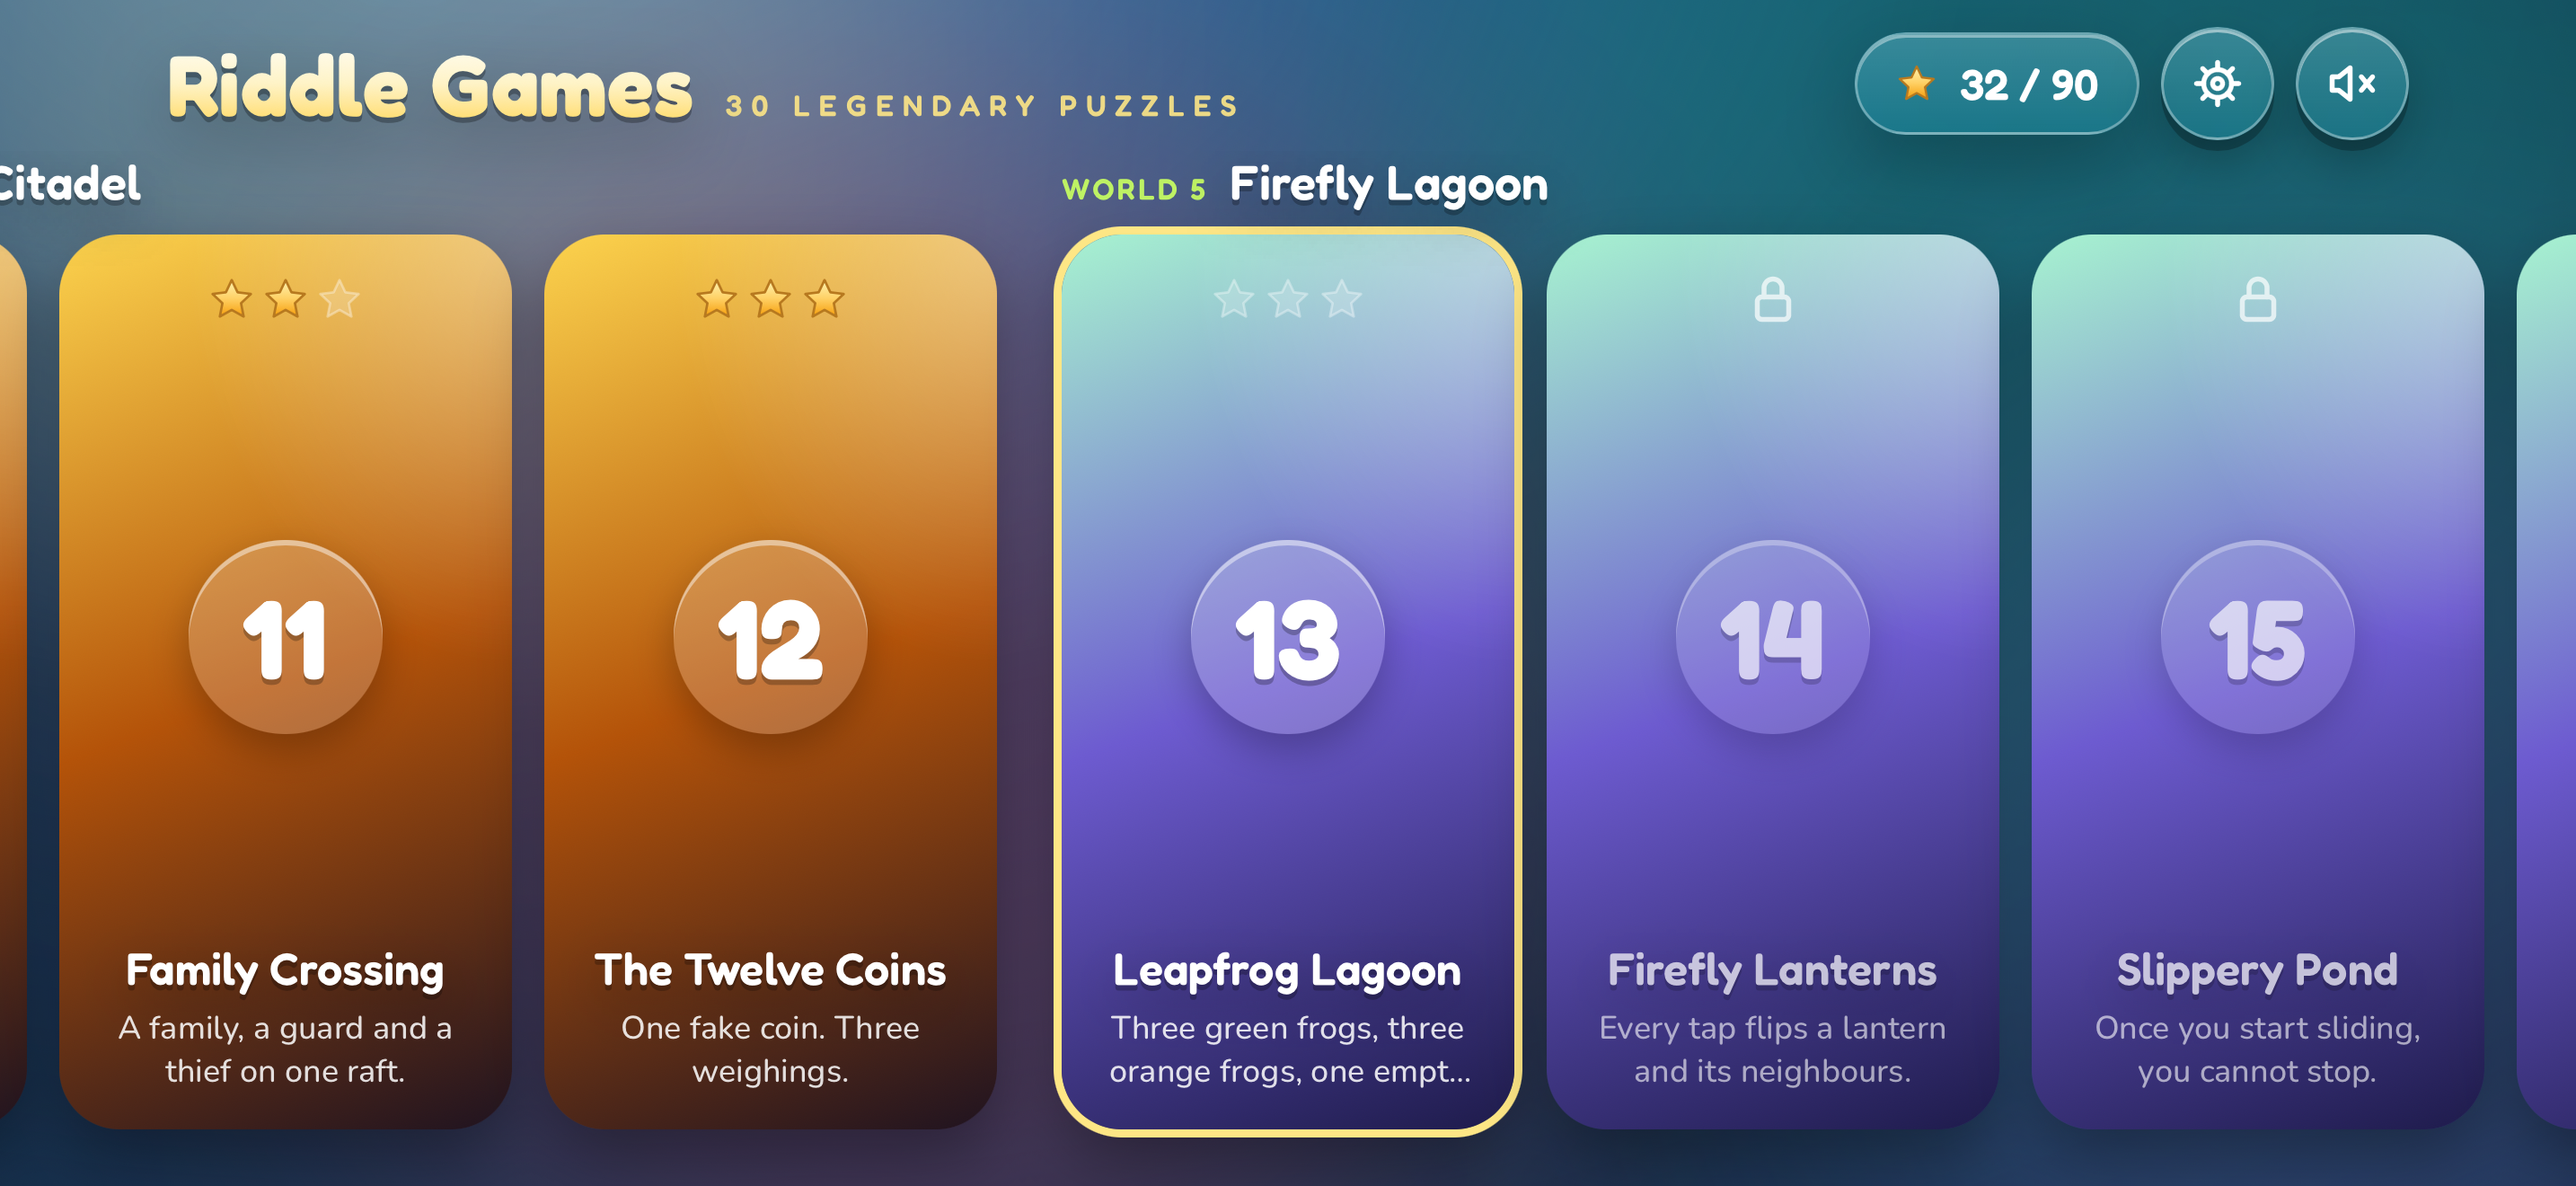 Riddle Games
30 LEGENDARY PUZZLES
32 / 90
Citadel
WORLD 5
Firefly Lagoon
11
Family Crossing
A family, a guard and a
thief on one raft.
12
The Twelve Coins
One fake coin. Three
weighings.
13
Leapfrog Lagoon
Three green frogs, three
orange frogs, one empt...
14
Firefly Lanterns
Every tap flips a lantern
and its neighbours.
15
Slippery Pond
Once you start sliding,
you cannot stop.